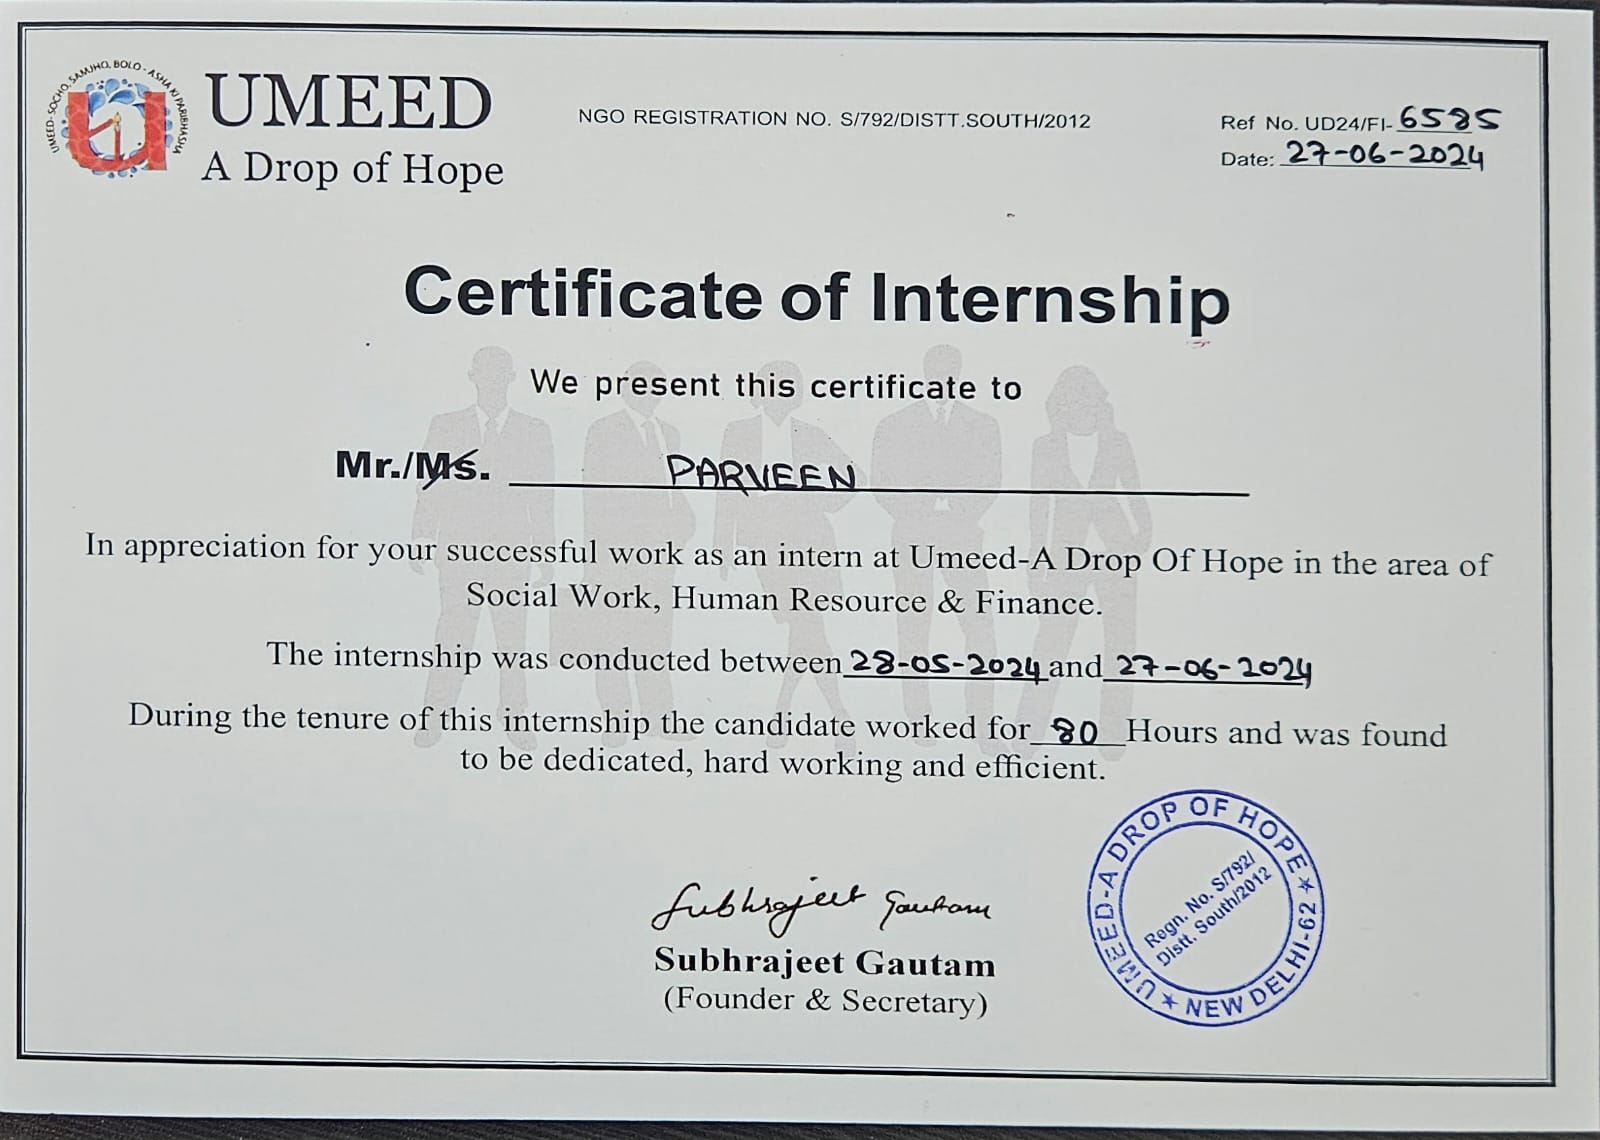 UMEED-SOCHO, SAMJHO, BOLO - ASHA KI PARIBHASHA
UMEED
A Drop of Hope
NGO REGISTRATION NO. S/792/DISTT.SOUTH/2012
Ref No. UD24/FI-6585
Date: 27-06-2024
Certificate of Internship
We present this certificate to
Mr./Ms. PARVEEN
In appreciation for your successful work as an intern at Umeed-A Drop Of Hope in the area of
Social Work, Human Resource & Finance.
The internship was conducted between 28-05-2024 and 27-06-2024
During the tenure of this internship the candidate worked for 80 Hours and was found
to be dedicated, hard working and efficient.
Subhrajeet Gautam
Subhrajeet Gautam
(Founder & Secretary)
UMEED-A DROP OF HOPE ★ NEW DELHI-62 ★
Regn. No. S/792/
Distt. South/2012